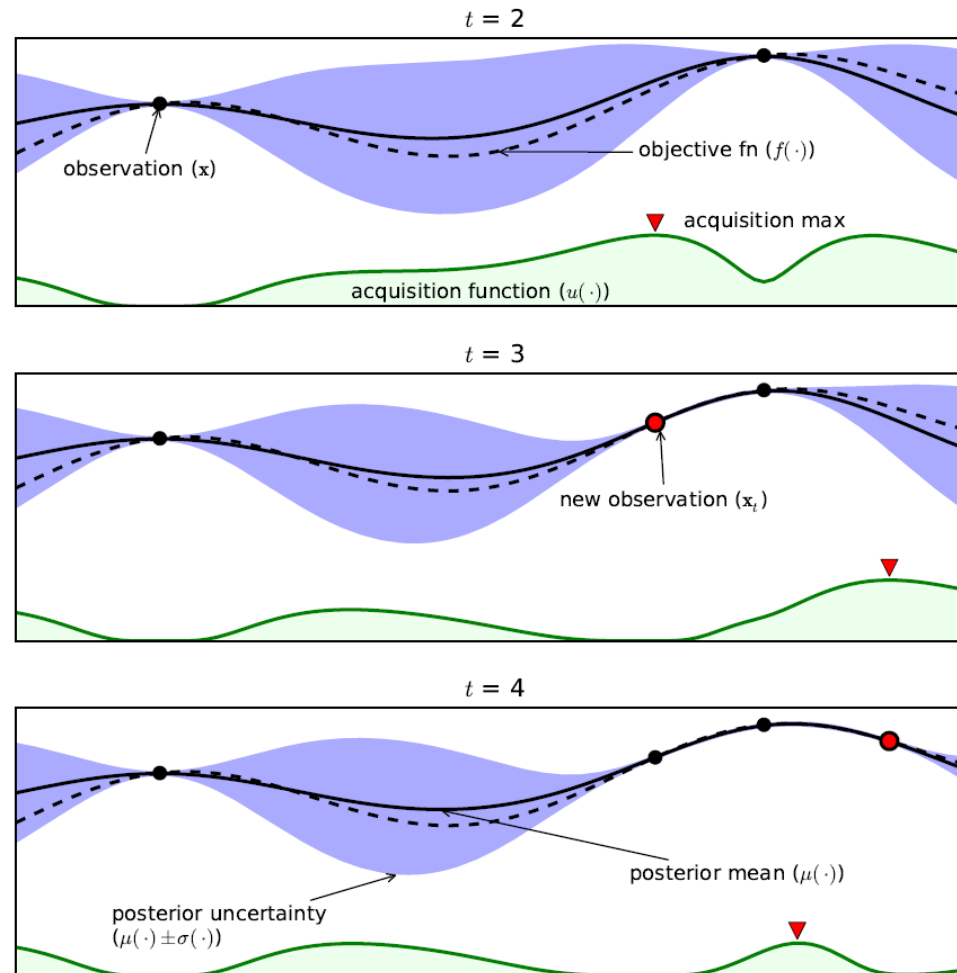 t = 2
observation (x)
objective fn (f(·))
acquisition max
acquisition function (u(·))
t = 3
new observation (xₜ)
t = 4
posterior mean (μ(·))
posterior uncertainty
(μ(·)±σ(·))